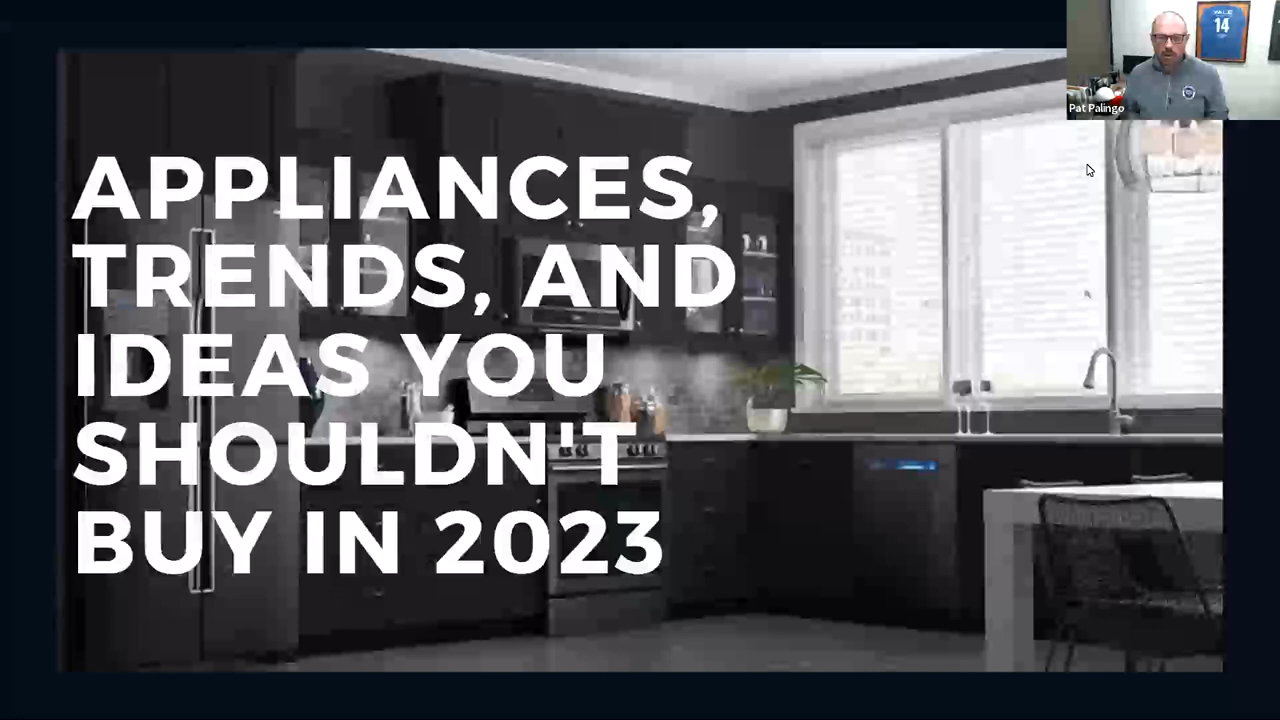 YALE
14
Pat Palingo
APPLIANCES,
TRENDS, AND
IDEAS YOU
SHOULDN'T
BUY IN 2023